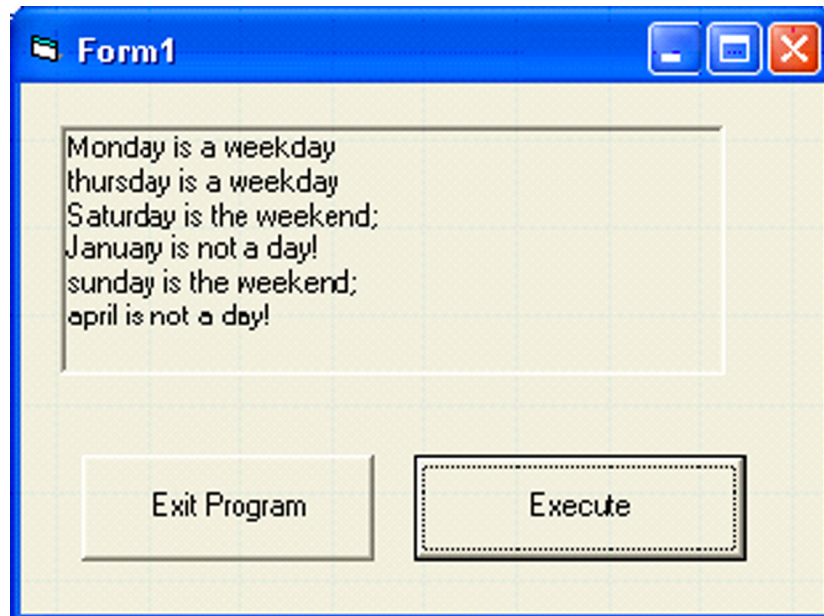 Form1
Monday is a weekday
thursday is a weekday
Saturday is the weekend;
January is not a day!
sunday is the weekend;
april is not a day!
Exit Program
Execute